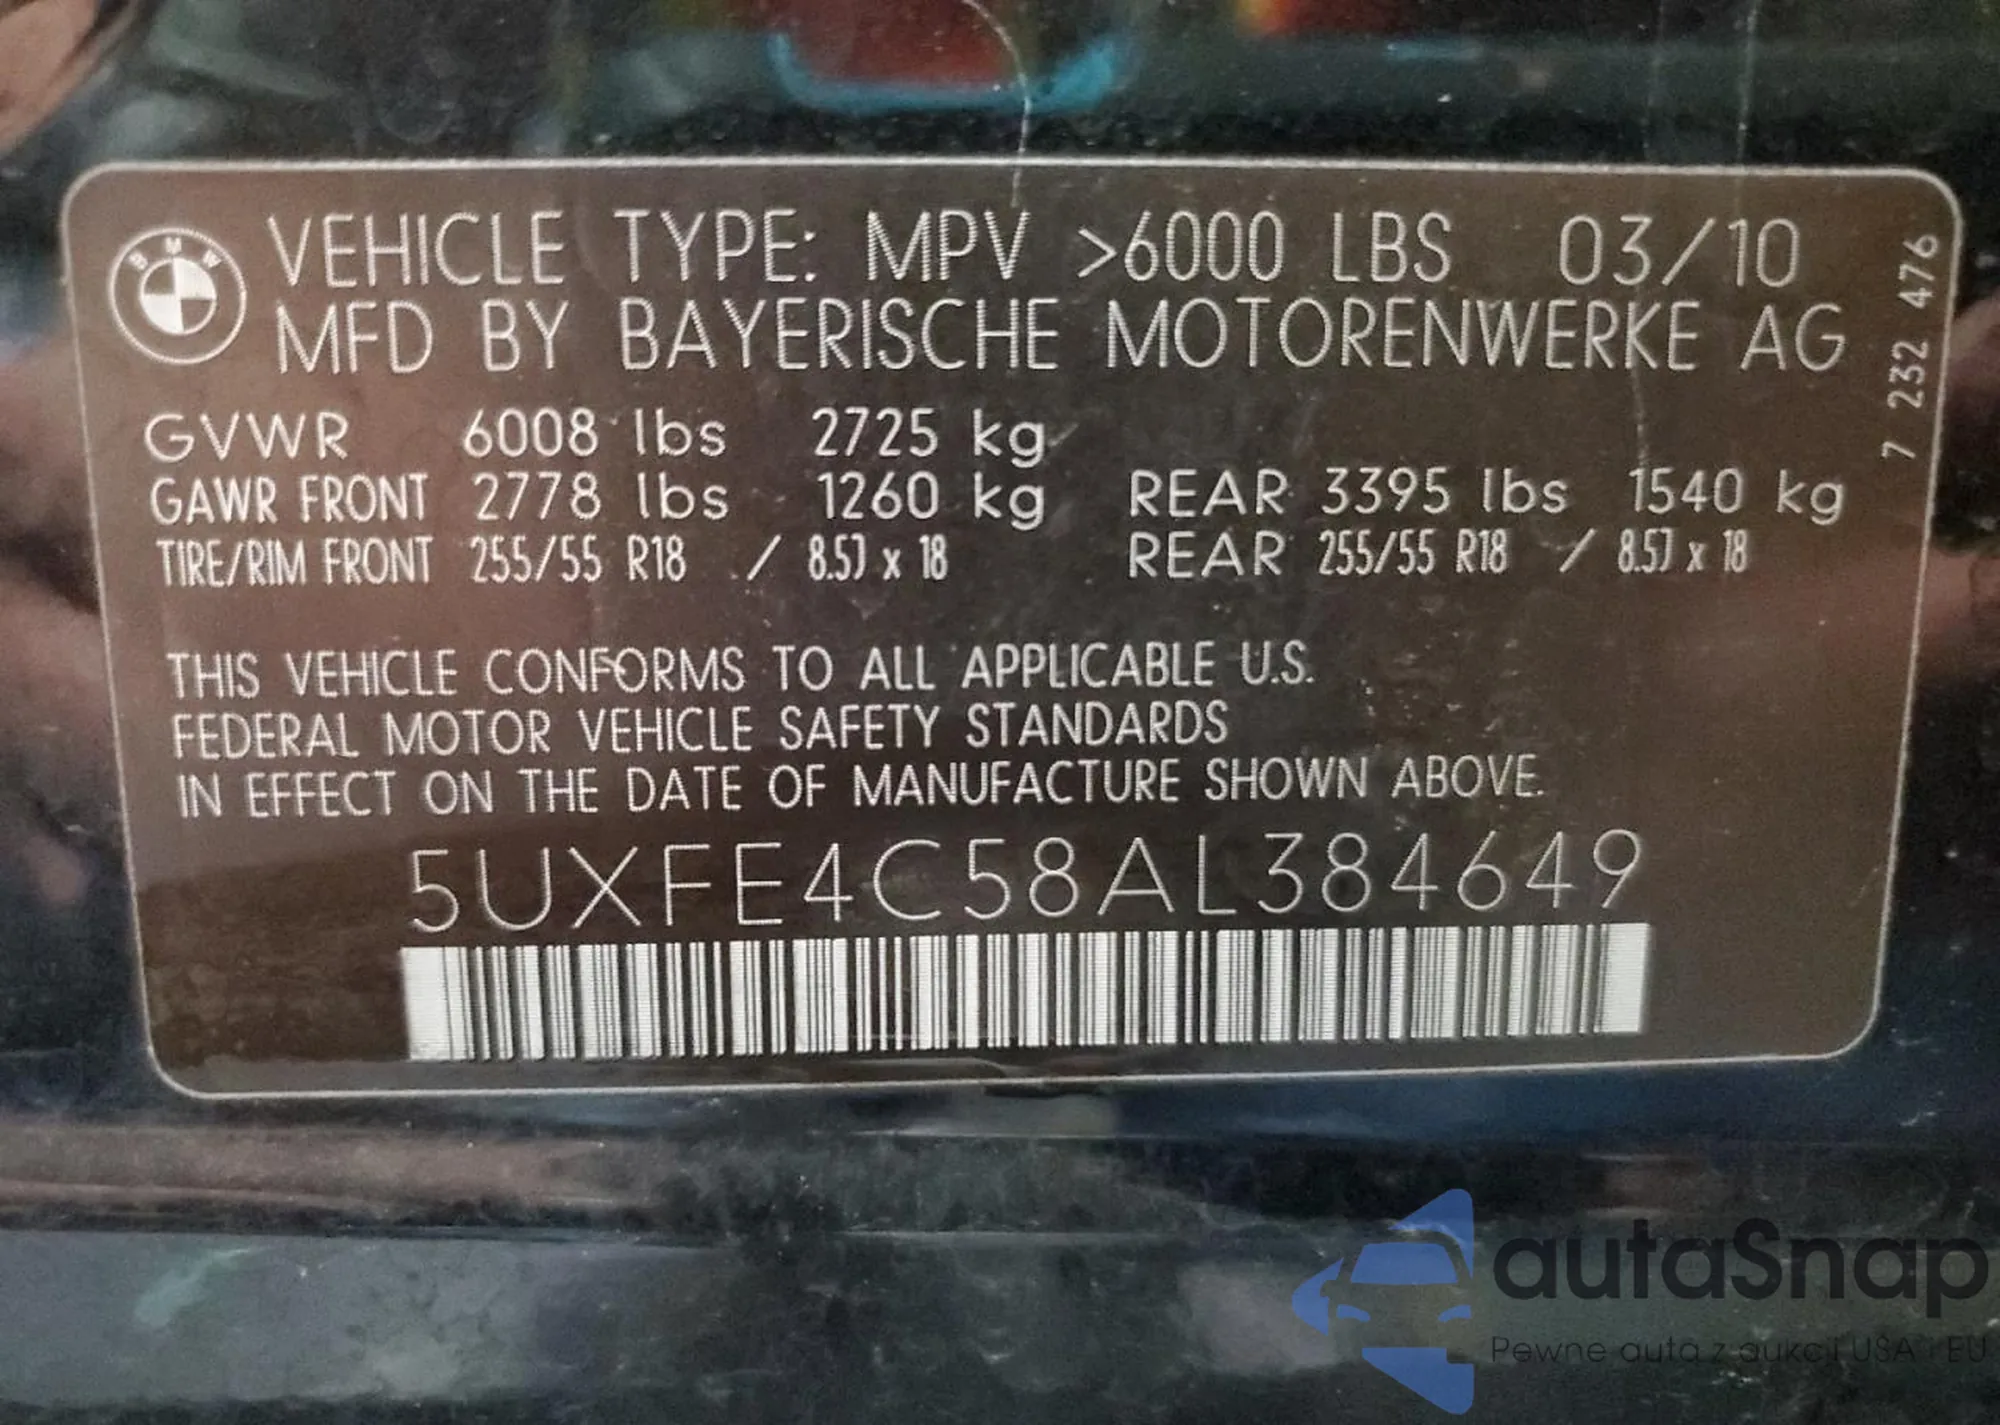 BMW
VEHICLE TYPE: MPV >6000 LBS 03/10
MFD BY BAYERISCHE MOTORENWERKE AG
7 232 476
GVWR 6008 lbs 2725 kg
GAWR FRONT 2778 lbs 1260 kg REAR 3395 lbs 1540 kg
TIRE/RIM FRONT 255/55 R18 / 8.5J x 18 REAR 255/55 R18 / 8.5J x 18
THIS VEHICLE CONFORMS TO ALL APPLICABLE U.S.
FEDERAL MOTOR VEHICLE SAFETY STANDARDS
IN EFFECT ON THE DATE OF MANUFACTURE SHOWN ABOVE.
5UXFE4C58AL384649
autaSnap
Pewne auta z aukcji USA i EU